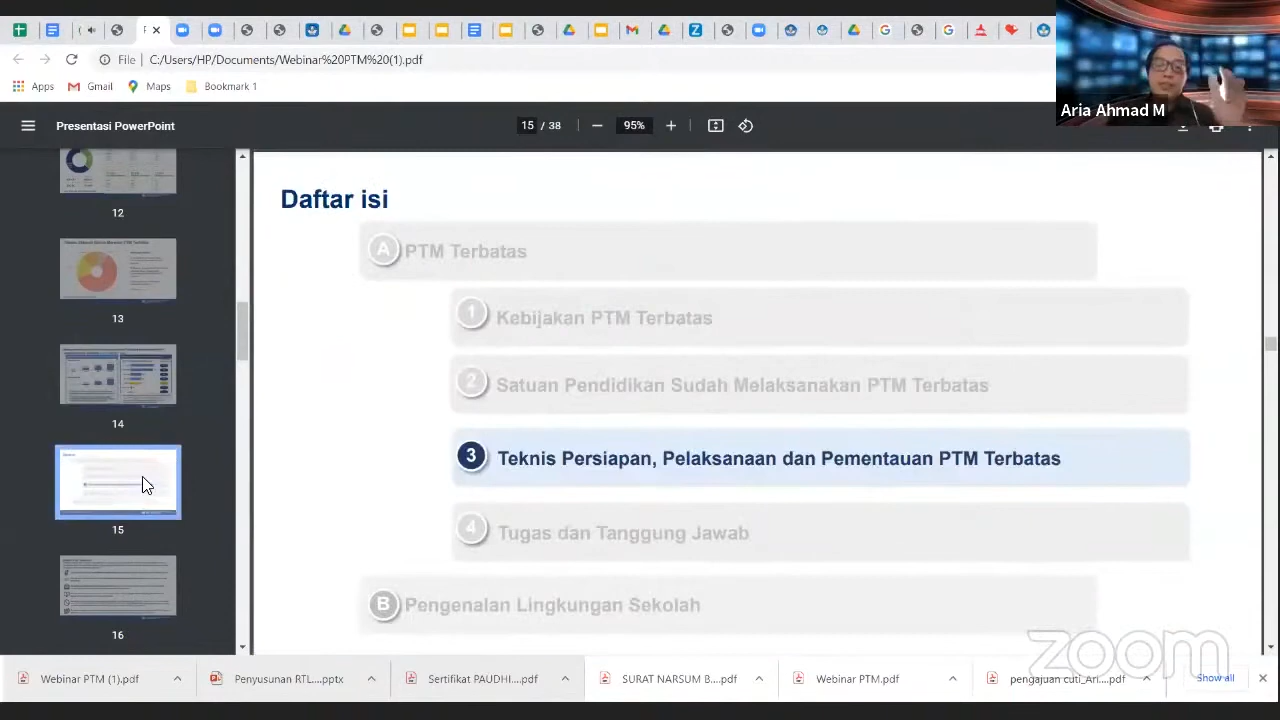 File
C:/Users/HP/Documents/Webinar%20PTM%20(1).pdf
Apps
Gmail
Maps
Bookmark 1
Aria Ahmad M
Presentasi PowerPoint
15 / 38
95%
12
13
14
15
16
Daftar isi
A PTM Terbatas
1 Kebijakan PTM Terbatas
2 Satuan Pendidikan Sudah Melaksanakan PTM Terbatas
3 Teknis Persiapan, Pelaksanaan dan Pementauan PTM Terbatas
4 Tugas dan Tanggung Jawab
B Pengenalan Lingkungan Sekolah
zoom
Webinar PTM (1).pdf
Penyusunan RTL....pptx
Sertifikat PAUDHI....pdf
SURAT NARSUM B....pdf
Webinar PTM.pdf
pengajuan cuti_Ari....pdf
Show all